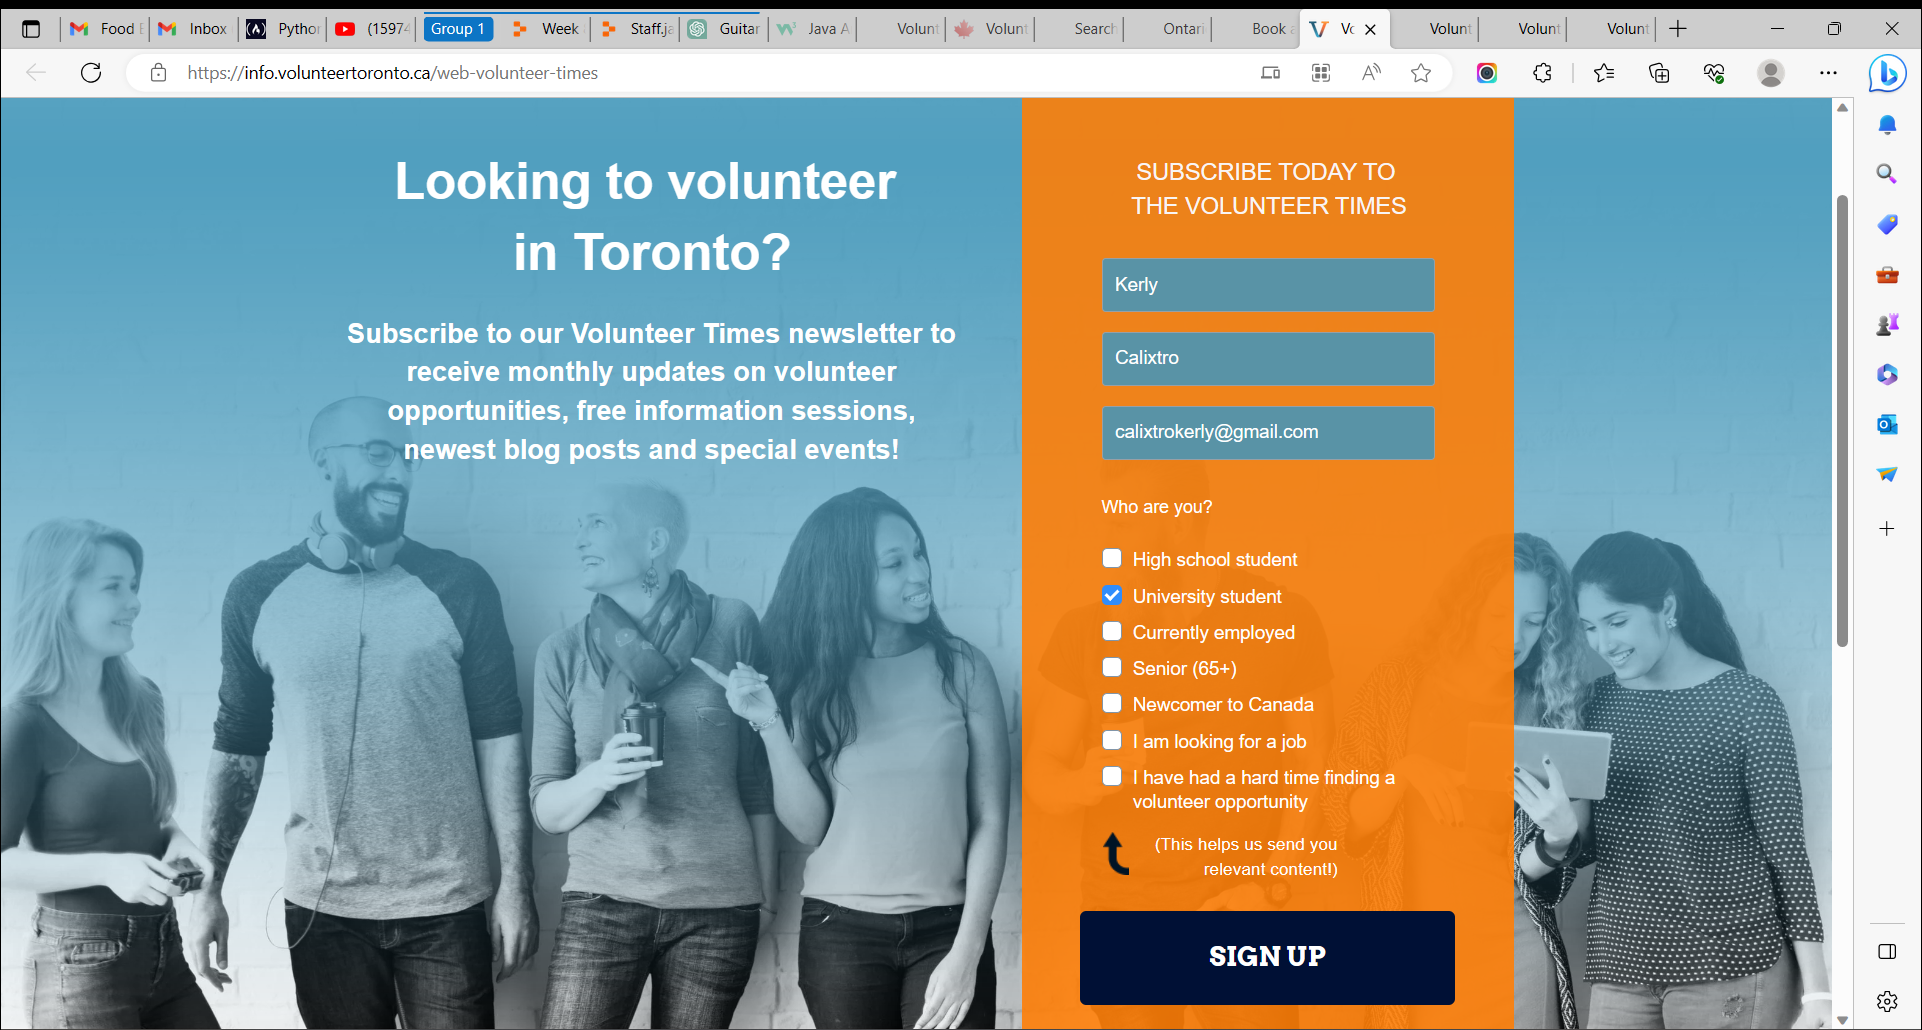 Food E
Inbox
Python
(15974
Group 1
Week
Staff.ja
Guitar
Java A
Volunt
Volunt
Search
Ontari
Book a
Vo
Volunt
Volunt
Volunt
https://info.volunteertoronto.ca/web-volunteer-times
Looking to volunteer
in Toronto?
Subscribe to our Volunteer Times newsletter to
receive monthly updates on volunteer
opportunities, free information sessions,
newest blog posts and special events!
SUBSCRIBE TODAY TO
THE VOLUNTEER TIMES
Kerly
Calixtro
calixtrokerly@gmail.com
Who are you?
High school student
University student
Currently employed
Senior (65+)
Newcomer to Canada
I am looking for a job
I have had a hard time finding a
volunteer opportunity
(This helps us send you
relevant content!)
SIGN UP